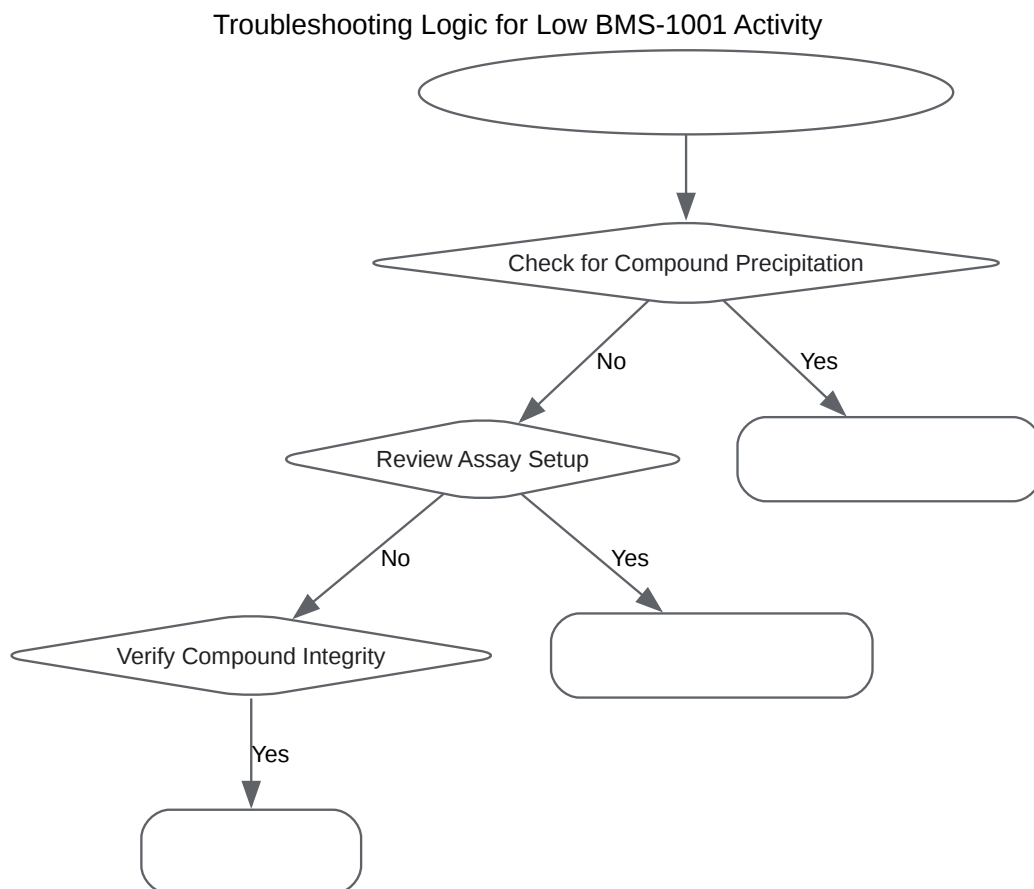 Troubleshooting Logic for Low BMS-1001 Activity
Check for Compound Precipitation
No
Yes
Review Assay Setup
No
Yes
Verify Compound Integrity
Yes